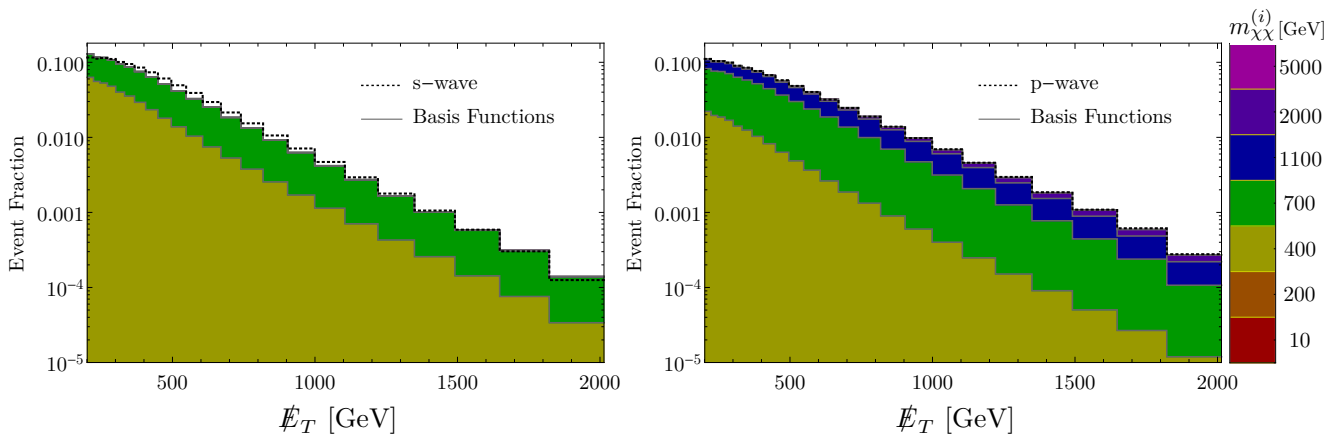 0.100
0.010
0.001
10⁻⁴
10⁻⁵
Event Fraction
s-wave
Basis Functions
500
1000
1500
2000
E̸_T [GeV]
0.100
0.010
0.001
10⁻⁴
10⁻⁵
Event Fraction
p-wave
Basis Functions
500
1000
1500
2000
E̸_T [GeV]
m_χχ^(i) [GeV]
5000
2000
1100
700
400
200
10